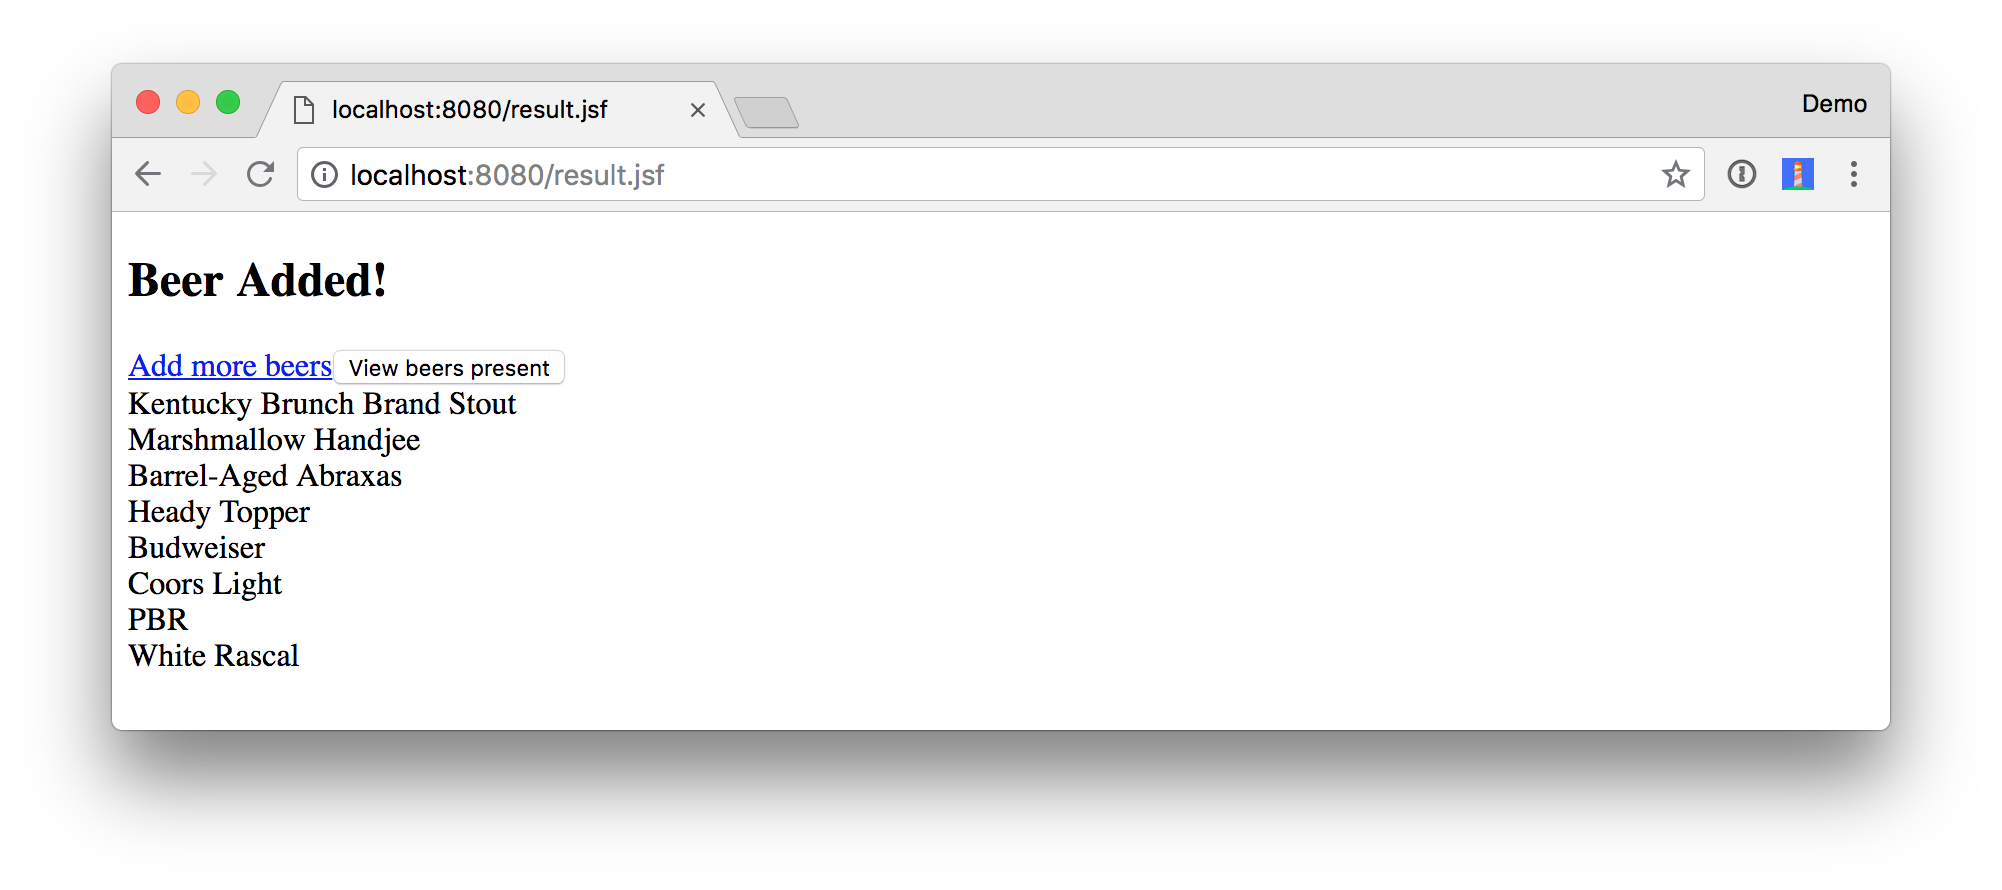 localhost:8080/result.jsf
Demo
localhost:8080/result.jsf
Beer Added!
Add more beers View beers present
Kentucky Brunch Brand Stout
Marshmallow Handjee
Barrel-Aged Abraxas
Heady Topper
Budweiser
Coors Light
PBR
White Rascal